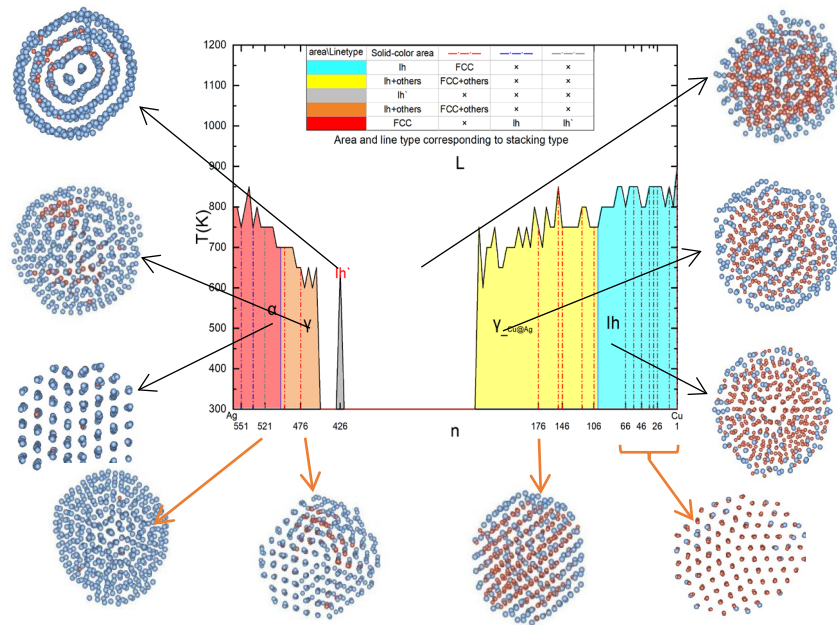 area\Linetype Solid-color area
Ih FCC × ×
Ih+others FCC+others × ×
Ih` × × ×
Ih+others FCC+others × ×
FCC × Ih Ih`
Area and line type corresponding to stacking type
1200
1100
1000
900
800
700
600
500
400
300
T(K)
L
Ih`
α
γ
γ_Cu@Ag
Ih
Ag Cu
551 521 476 426 176 146 106 66 46 26 1
n